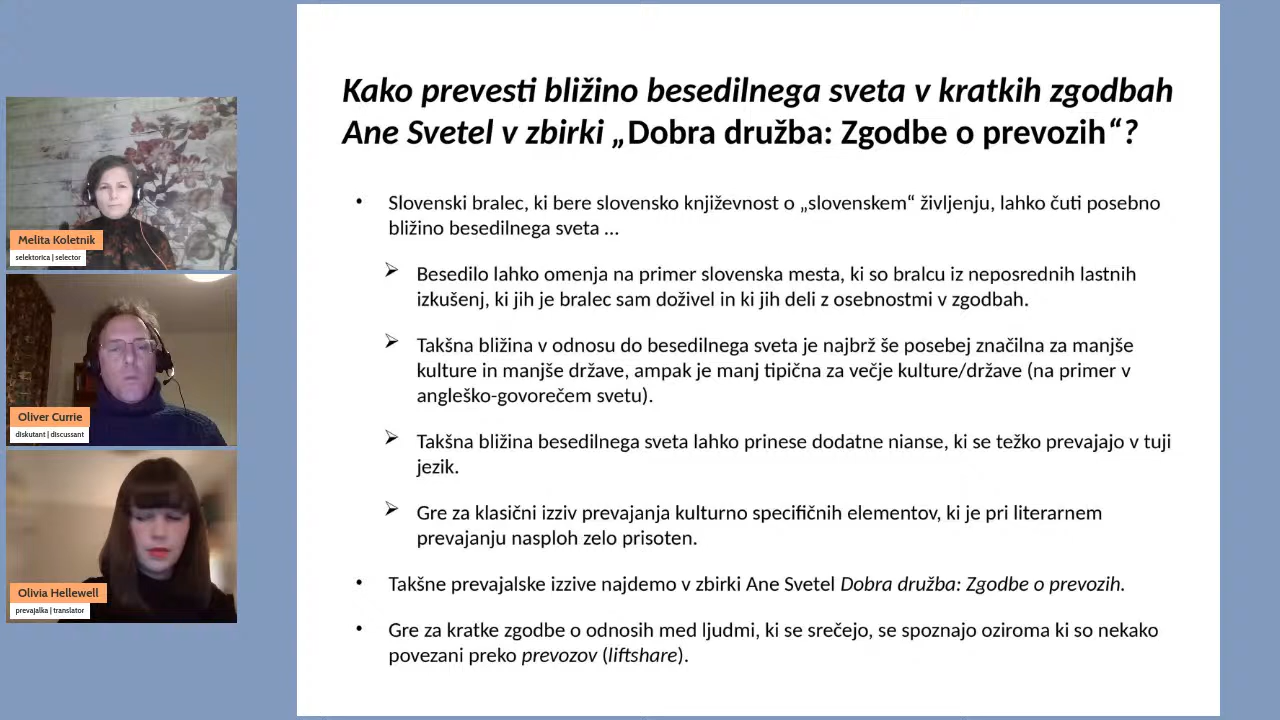 Kako prevesti bližino besedilnega sveta v kratkih zgodbah
Ane Svetel v zbirki „Dobra družba: Zgodbe o prevozih“?
• Slovenski bralec, ki bere slovensko književnost o „slovenskem“ življenju, lahko čuti posebno
bližino besedilnega sveta ...
➢ Besedilo lahko omenja na primer slovenska mesta, ki so bralcu iz neposrednih lastnih
izkušenj, ki jih je bralec sam doživel in ki jih deli z osebnostmi v zgodbah.
➢ Takšna bližina v odnosu do besedilnega sveta je najbrž še posebej značilna za manjše
kulture in manjše države, ampak je manj tipična za večje kulture/države (na primer v
angleško-govorečem svetu).
➢ Takšna bližina besedilnega sveta lahko prinese dodatne nianse, ki se težko prevajajo v tuji
jezik.
➢ Gre za klasični izziv prevajanja kulturno specifičnih elementov, ki je pri literarnem
prevajanju nasploh zelo prisoten.
• Takšne prevajalske izzive najdemo v zbirki Ane Svetel Dobra družba: Zgodbe o prevozih.
• Gre za kratke zgodbe o odnosih med ljudmi, ki se srečejo, se spoznajo oziroma ki so nekako
povezani preko prevozov (liftshare).
Melita Koletnik
selektorica | selector
Oliver Currie
diskutant | discussant
Olivia Hellewell
prevajalka | translator